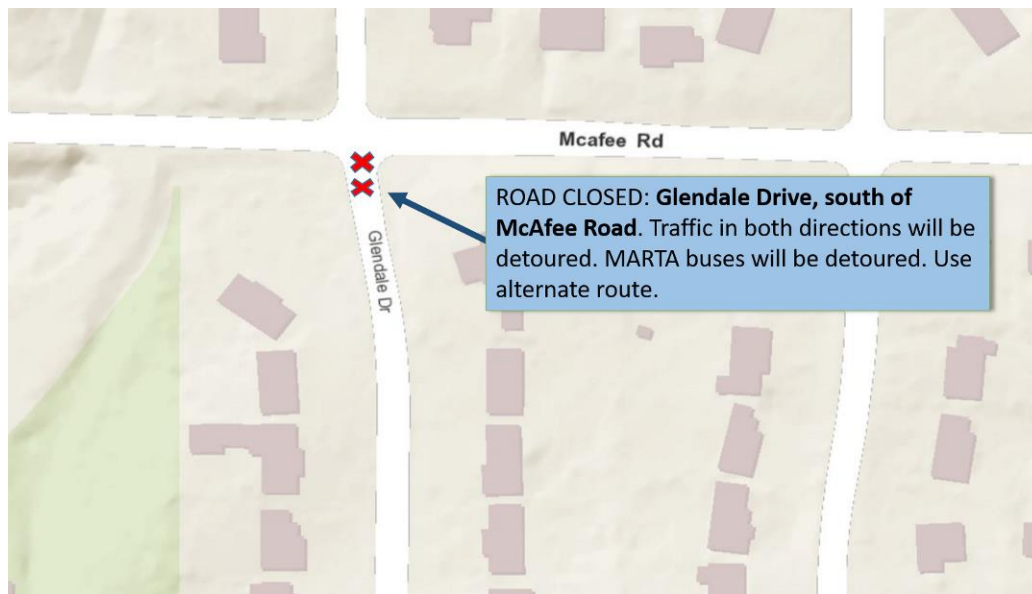 Mcafee Rd
ROAD CLOSED: Glendale Drive, south of
McAfee Road. Traffic in both directions will be
detoured. MARTA buses will be detoured. Use
alternate route.
Glendale Dr